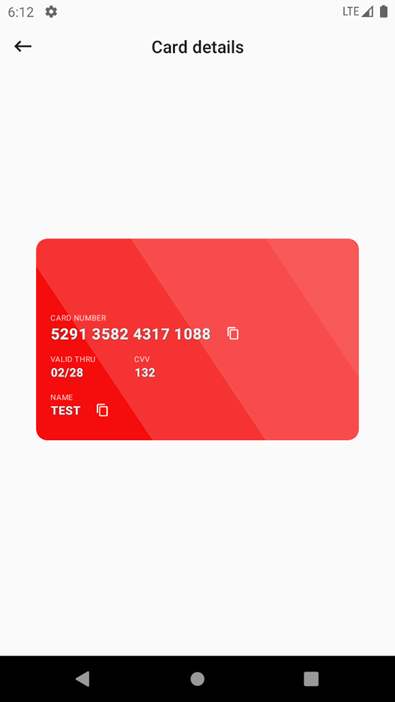 6:12 LTE
Card details
CARD NUMBER
5291 3582 4317 1088
VALID THRU CVV
02/28 132
NAME
TEST